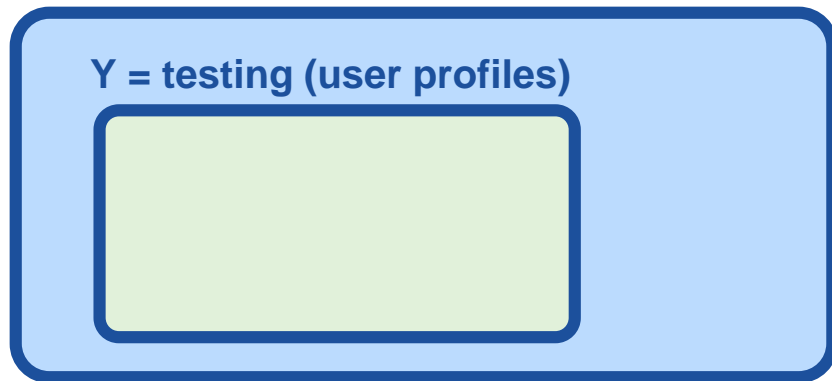 Y = testing (user profiles)